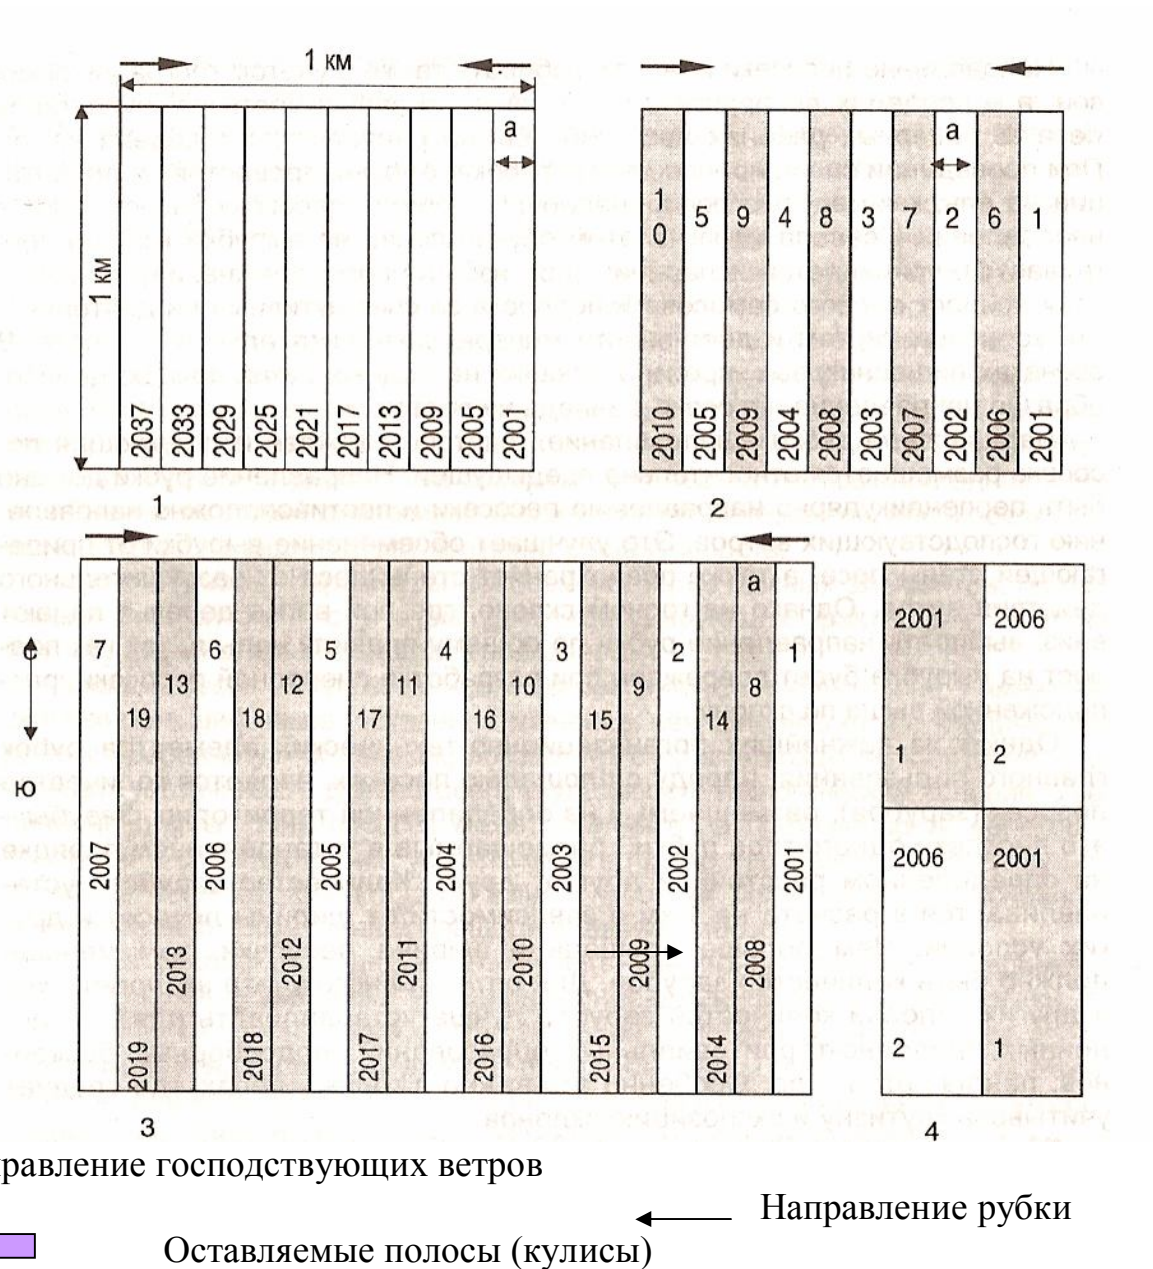 1 км
1 км
а
2037 2033 2229 2225 2221 2017 2013 2009 2005 2001
1
а
1
0 5 9 4 8 3 7 2 6 1
2010 2005 2009 2004 2008 2003 2007 2002 2006 2001
2
с
ю
а
7 6 5 4 3 2 1
13 12 11 10 9 8
19 18 17 16 15 14
2007 2006 2005 2004 2003 2002 2001
2013 2012 2011 2010 2009 2008
2019 2018 2017 2016 2015 2014
3
2001 2006
1 2
2006 2001
2 1
4
правление господствующих ветров
Направление рубки
Оставляемые полосы (кулисы)